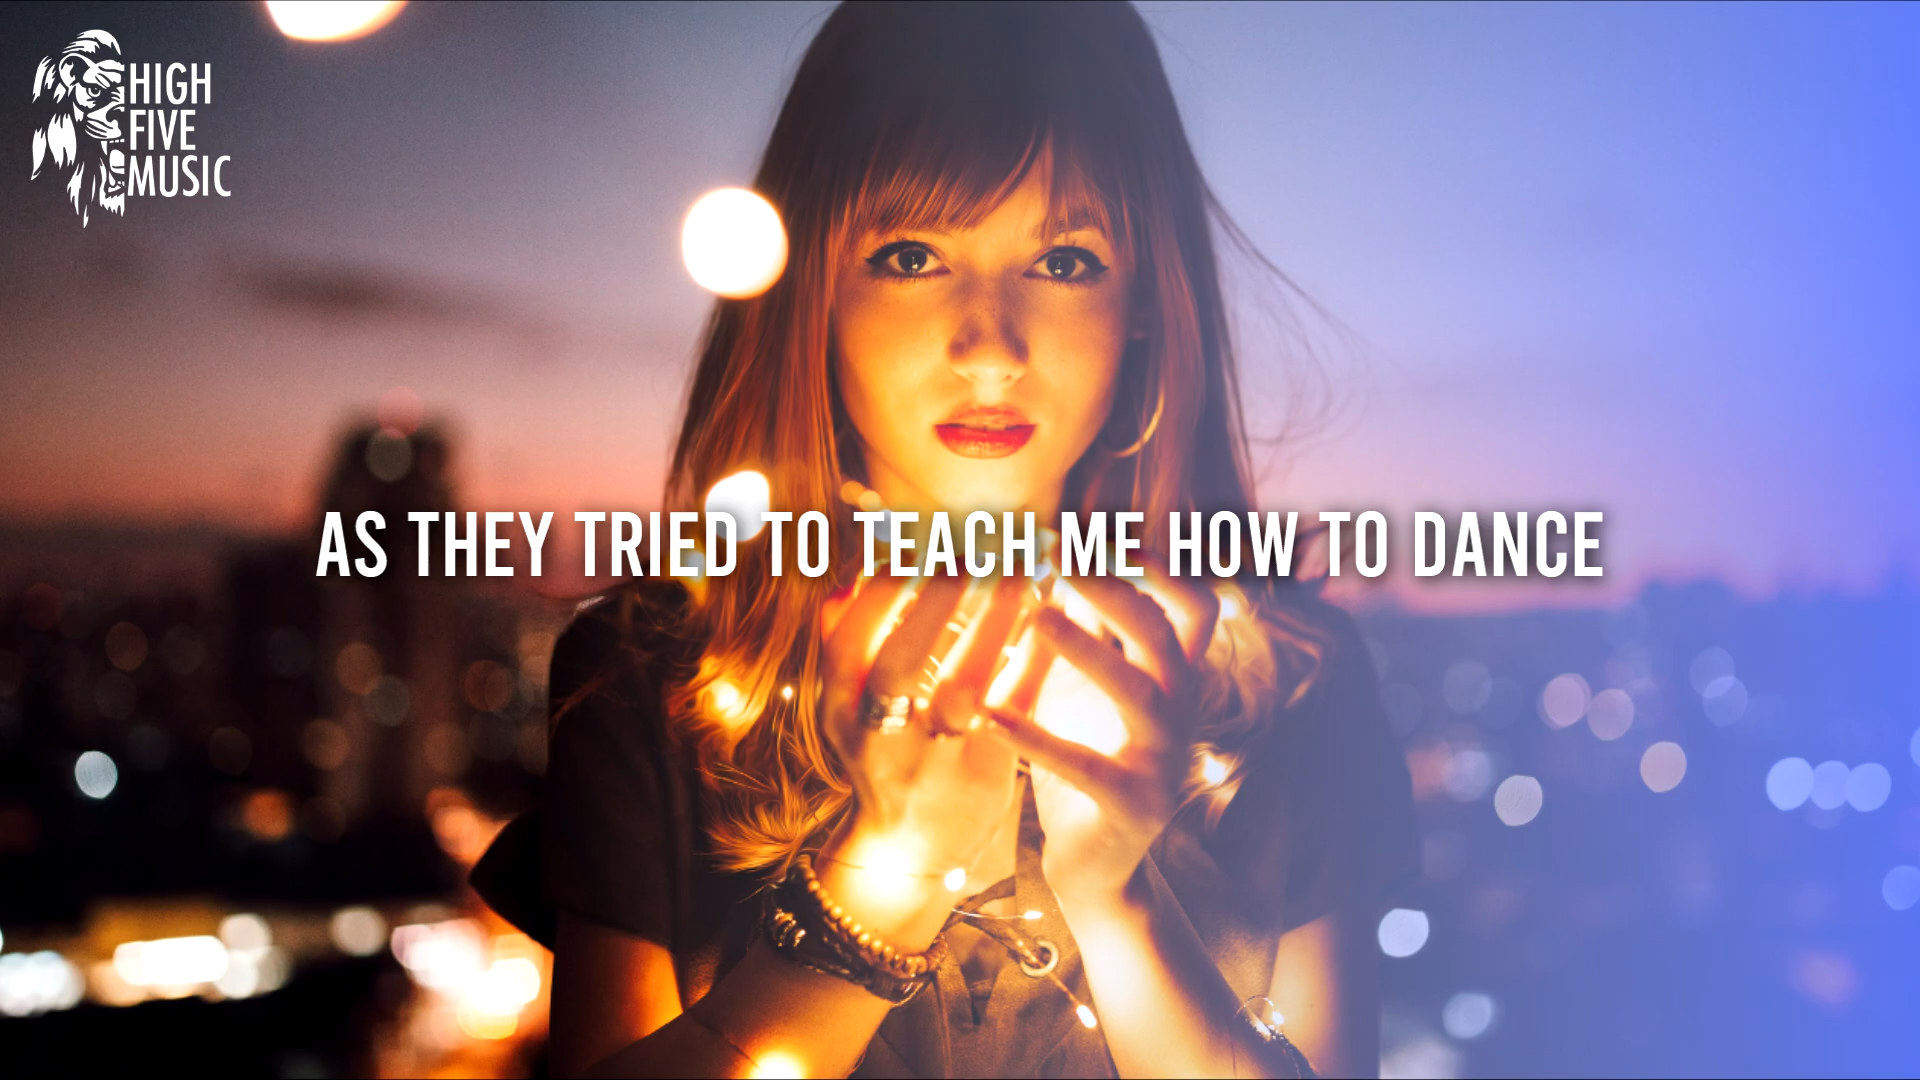 HIGH
FIVE
MUSIC
AS THEY TRIED TO TEACH ME HOW TO DANCE